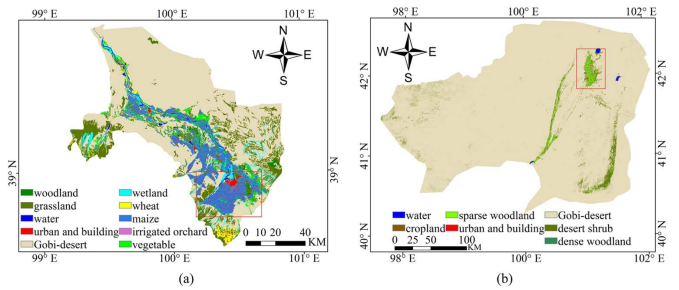 99° E 100° E 101° E
N
W E
S
39° N
39° N
woodland wetland
grassland wheat
water maize
urban and building irrigated orchard
Gobi-desert vegetable
0 10 20 40
KM
99° E 100° E 101° E
(a)
98° E 100° E 102° E
N
W E
S
42° N
42° N
41° N
41° N
40° N
40° N
water sparse woodland Gobi-desert
cropland urban and building desert shrub
0 25 50 100
KM
dense woodland
98° E 100° E 102° E
(b)